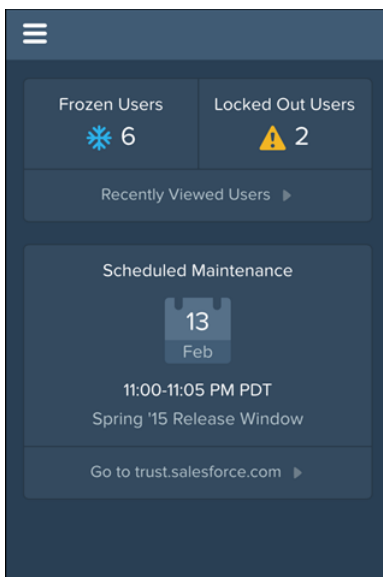 Frozen Users
6
Locked Out Users
2
Recently Viewed Users
Scheduled Maintenance
13
Feb
11:00-11:05 PM PDT
Spring '15 Release Window
Go to trust.salesforce.com